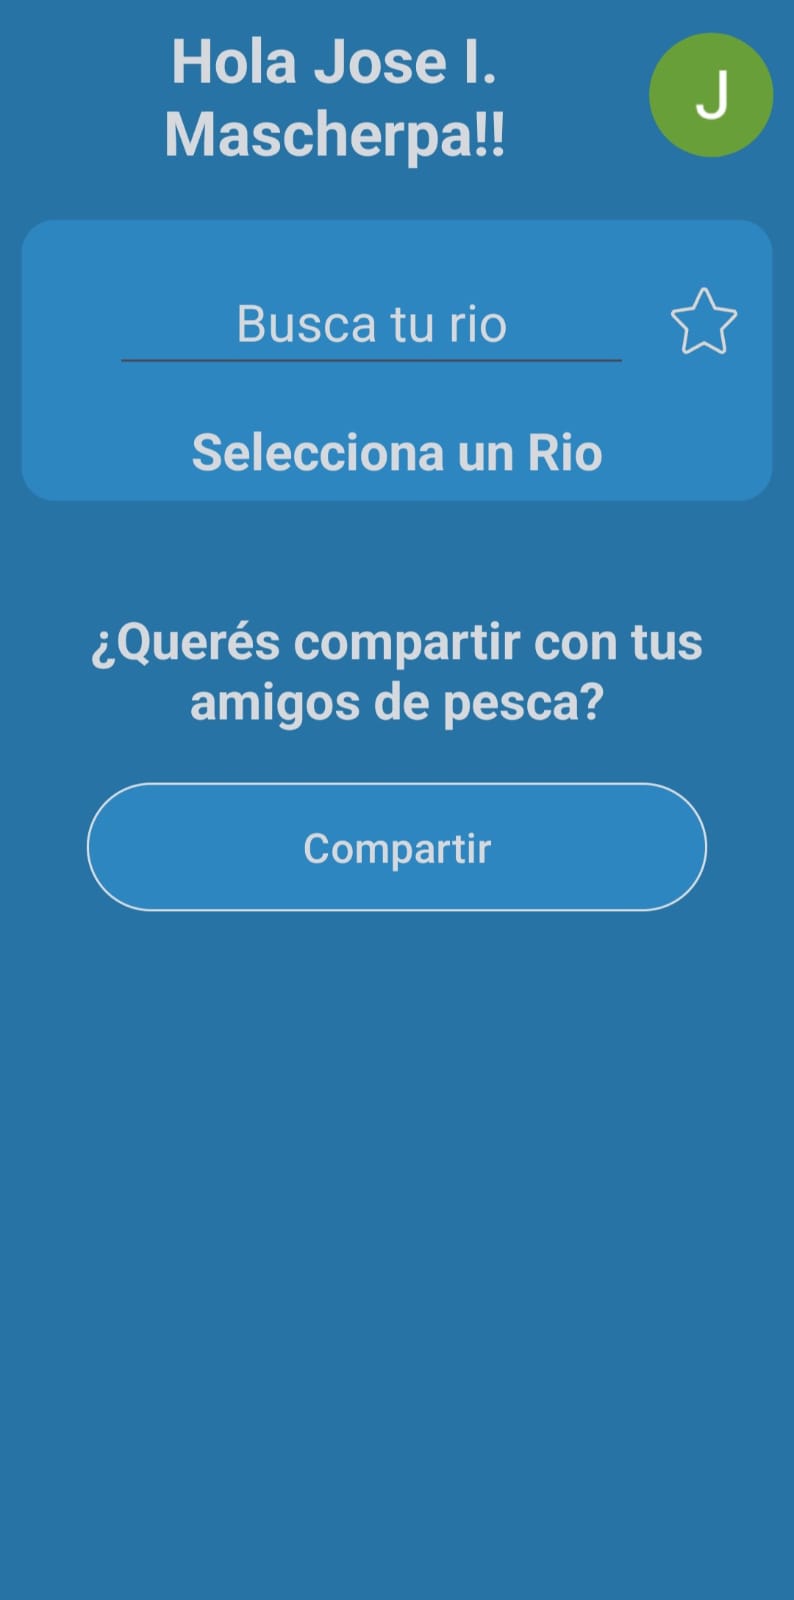 Hola Jose I.
Mascherpa!!
J
Busca tu rio
Selecciona un Rio
¿Querés compartir con tus
amigos de pesca?
Compartir